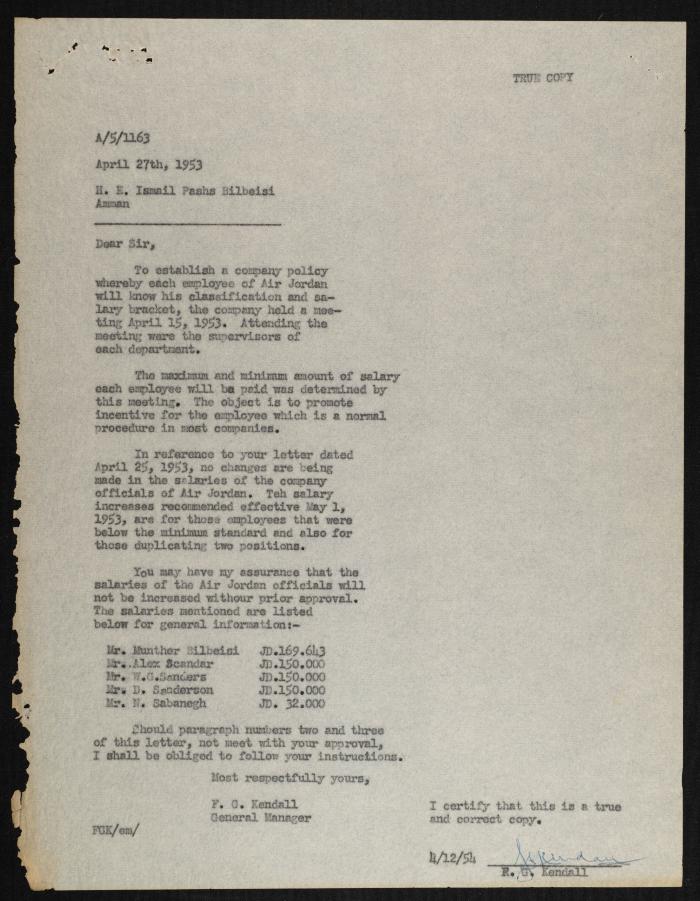 TRUE COPY
A/5/1163
April 27th, 1953
H. E. Ismail Pashs Bilbeisi
Amman
Dear Sir,
To establish a company policy
whereby each employee of Air Jordan
will know his classification and sa-
lary bracket, the company held a mee-
ting April 15, 1953. Attending the
meeting were the supervisors of
each department.
The maximum and minimum amount of salary
each employee will be paid was determined by
this meeting. The object is to promote
incentive for the employee which is a normal
procedure in most companies.
In reference to your letter dated
April 25, 1953, no changes are being
made in the salaries of the company
officials of Air Jordan. Teh salary
increases recommended effective May 1,
1953, are for those employees that were
below the minimum standard and also for
those duplicating two positions.
You may have my assurance that the
salaries of the Air Jordan officials will
not be increased withour prior approval.
The salaries mentioned are listed
below for general information:-
Mr. Munther Bilbeisi JD.169.643
Mr..Alex Scandar JD.150.000
Mr. W.G.Sanders JD.150.000
Mr. D. Sanderson JD.150.000
Mr. N. Sabanegh JD. 32.000
Should paragraph numbers two and three
of this letter, not meet with your approval,
I shall be obliged to follow your instructions.
Most respectfully yours,
F. G. Kendall
General Manager
FGK/em/
I certify that this is a true
and correct copy.
4/12/54
R. G. Kendall